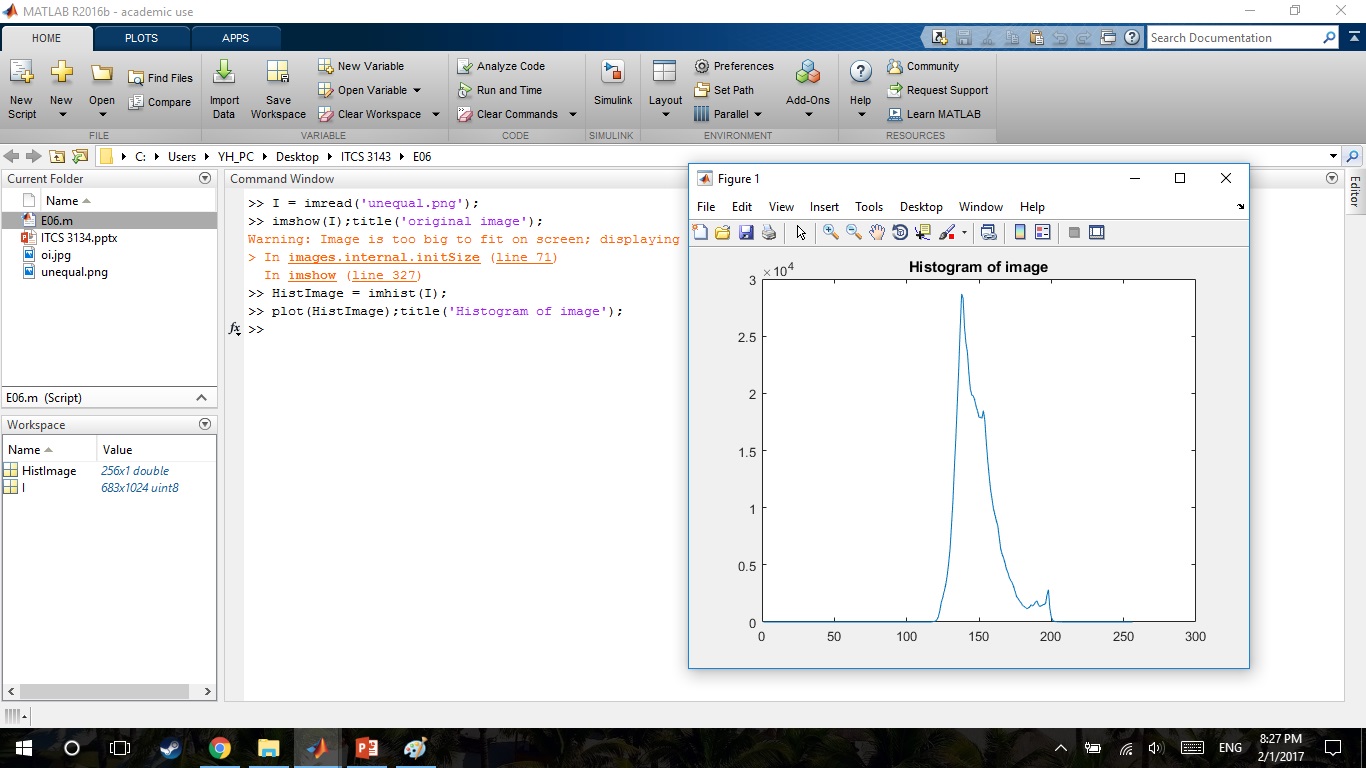 MATLAB R2016b - academic use
HOME PLOTS APPS
Search Documentation
New Script
New
Open
Find Files
Compare
FILE
Import Data
Save Workspace
New Variable
Open Variable
Clear Workspace
VARIABLE
Analyze Code
Run and Time
Clear Commands
CODE
Simulink
SIMULINK
Layout
Preferences
Set Path
Parallel
Add-Ons
ENVIRONMENT
Help
Community
Request Support
Learn MATLAB
RESOURCES
C: Users YH_PC Desktop ITCS 3143 E06
Current Folder
Name
E06.m
ITCS 3134.pptx
oi.jpg
unequal.png
E06.m (Script)
Workspace
Name Value
HistImage 256x1 double
I 683x1024 uint8
Command Window
>> I = imread('unequal.png');
>> imshow(I);title('original image');
Warning: Image is too big to fit on screen; displaying
> In images.internal.initSize (line 71)
In imshow (line 327)
>> HistImage = imhist(I);
>> plot(HistImage);title('Histogram of image');
fx >>
Editor
Figure 1
File Edit View Insert Tools Desktop Window Help
Histogram of image
×10^4
3
2.5
2
1.5
1
0.5
0
0 50 100 150 200 250 300
ENG
8:27 PM
2/1/2017